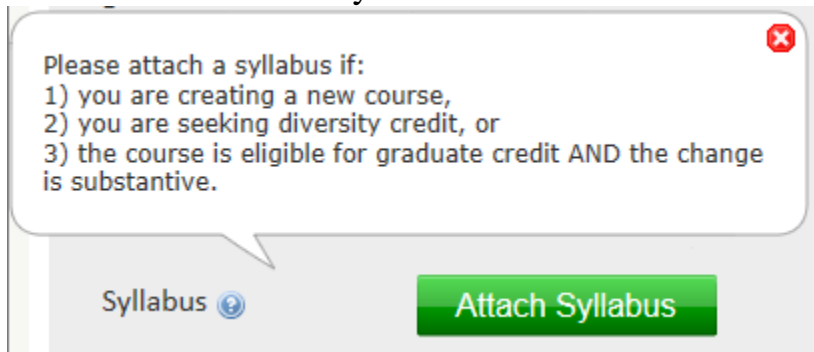 Please attach a syllabus if:
1) you are creating a new course,
2) you are seeking diversity credit, or
3) the course is eligible for graduate credit AND the change
is substantive.
Syllabus
Attach Syllabus